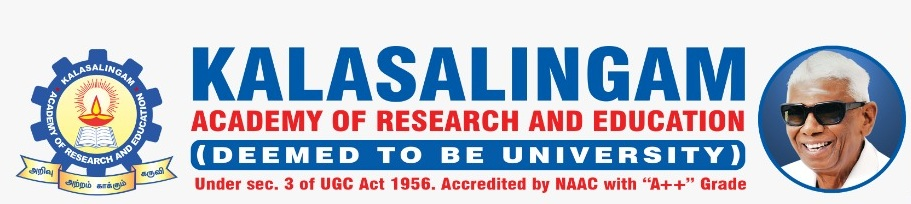 KALASALINGAM
ACADEMY OF RESEARCH AND EDUCATION
அறிவு அற்றம் காக்கும் கருவி
KALASALINGAM
ACADEMY OF RESEARCH AND EDUCATION
(DEEMED TO BE UNIVERSITY)
Under sec. 3 of UGC Act 1956. Accredited by NAAC with “A++” Grade